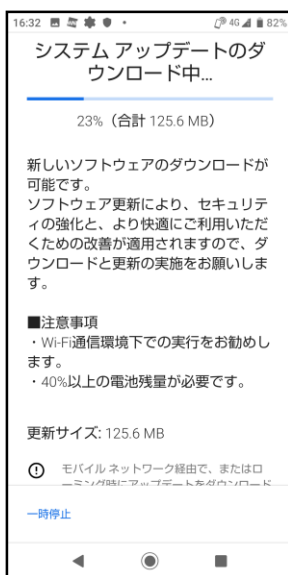 16:32 4G 82%
システム アップデートのダ
ウンロード中...
23%（合計 125.6 MB）
新しいソフトウェアのダウンロードが
可能です。
ソフトウェア更新により、セキュリテ
ィの強化と、より快適にご利用いただ
くための改善が適用されますので、ダ
ウンロードと更新の実施をお願いしま
す。
■注意事項
・Wi-Fi通信環境下での実行をお勧めし
ます。
・40%以上の電池残量が必要です。
更新サイズ: 125.6 MB
モバイル ネットワーク経由で、またはロ
ーミング時にアップデートをダウンロード
一時停止